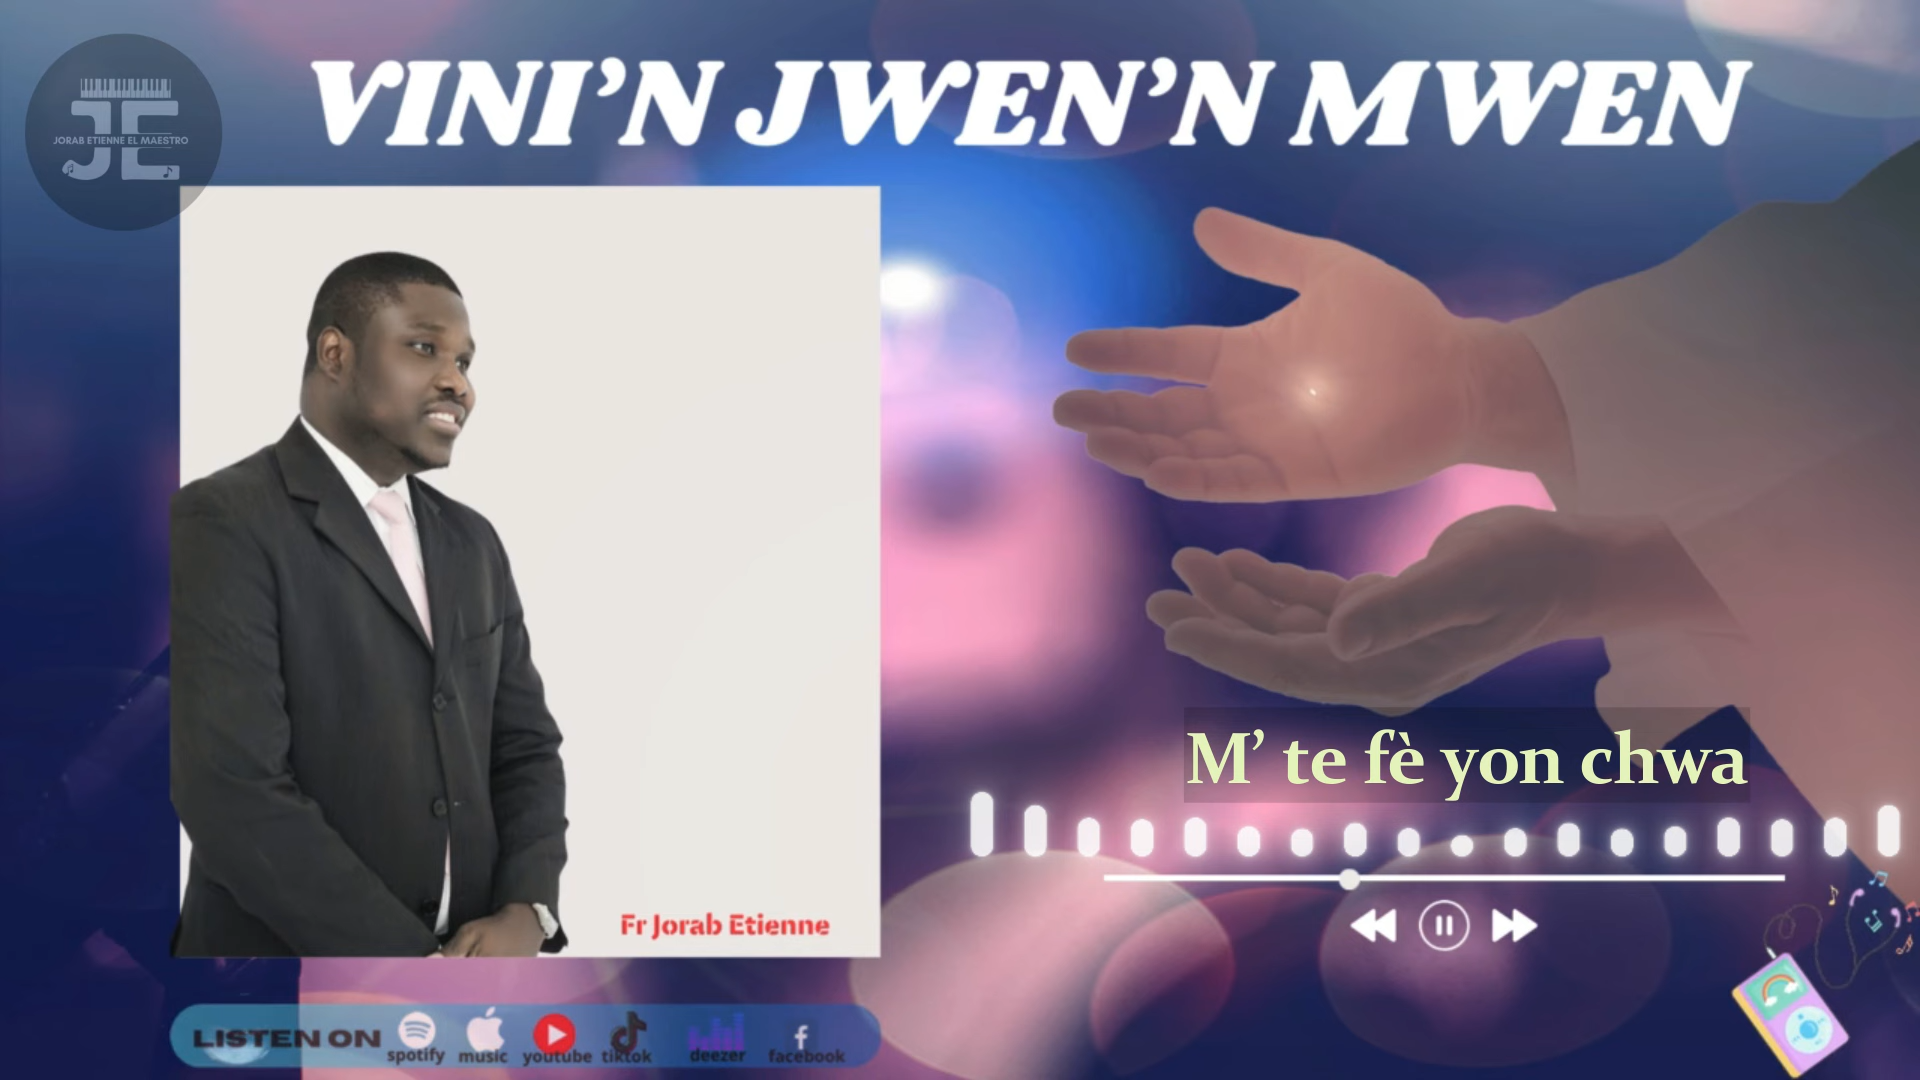 VINI’N JWEN’N MWEN
JE
JORAB ETIENNE EL MAESTRO
M’ te fè yon chwa
Fr Jorab Etienne
LISTEN ON
spotify music youtube tiktok deezer facebook